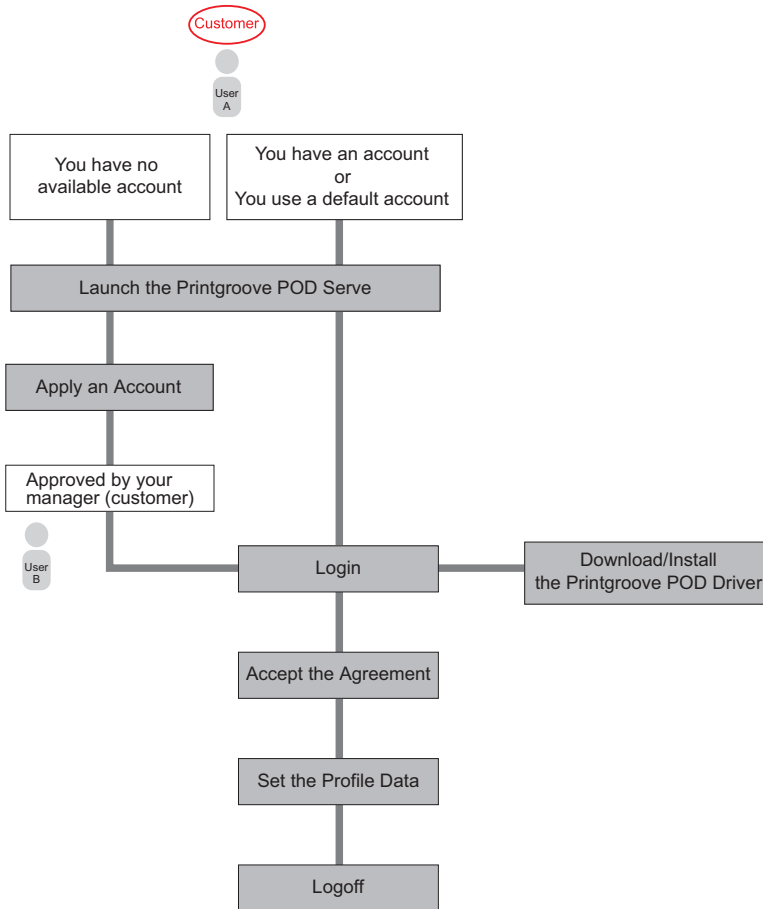 Customer
User
A
You have no
available account
You have an account
or
You use a default account
Launch the Printgroove POD Serve
Apply an Account
Approved by your
manager (customer)
User
B
Login
Download/Install
the Printgroove POD Driver
Accept the Agreement
Set the Profile Data
Logoff